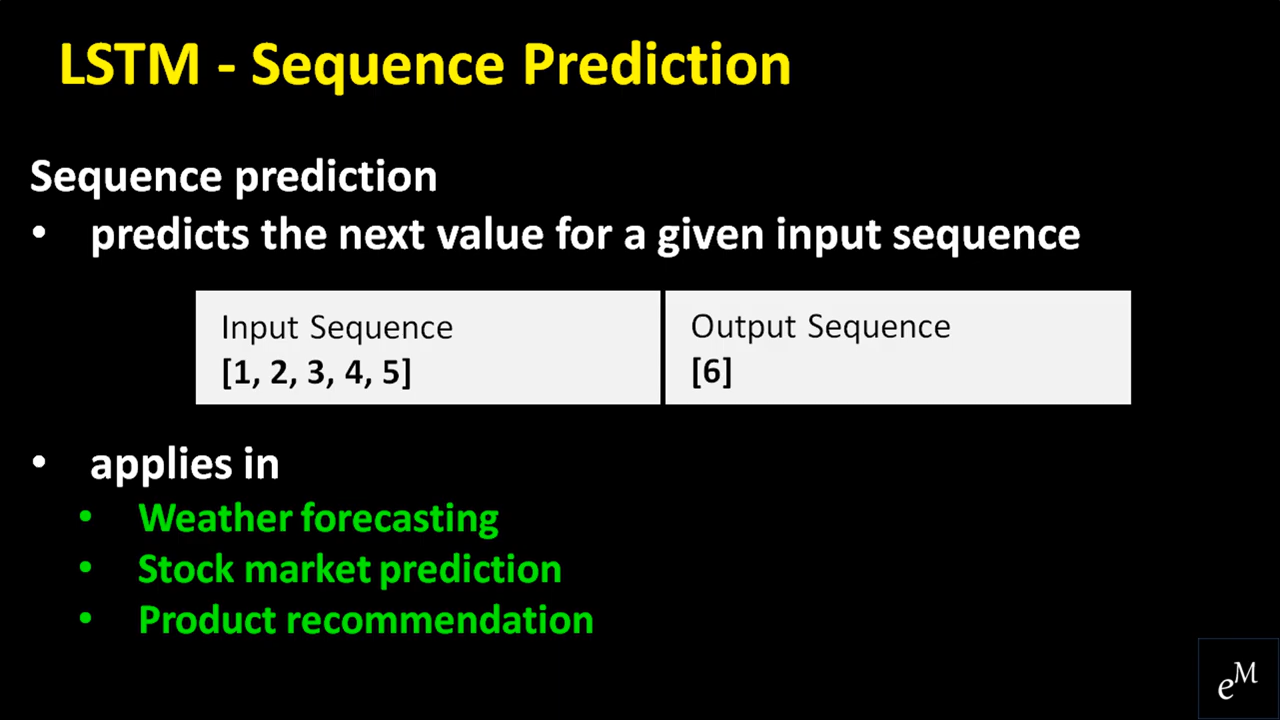 LSTM - Sequence Prediction
Sequence prediction
• predicts the next value for a given input sequence
Input Sequence
[1, 2, 3, 4, 5]
Output Sequence
[6]
• applies in
• Weather forecasting
• Stock market prediction
• Product recommendation
eM